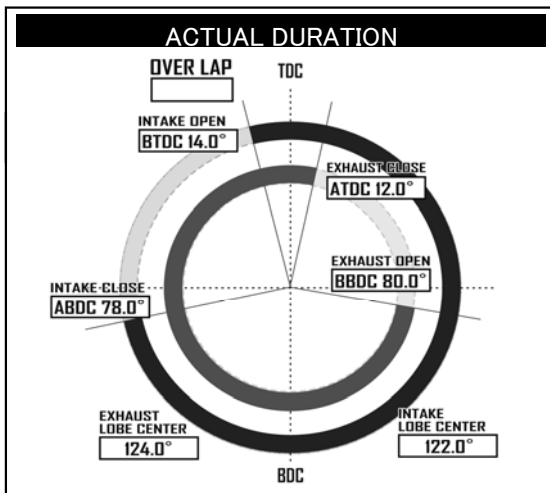 ACTUAL DURATION
OVER LAP
TDC
INTAKE OPEN
BTDC 14.0°
EXHAUST CLOSE
ATDC 12.0°
EXHAUST OPEN
BBDC 80.0°
INTAKE CLOSE
ABDC 78.0°
EXHAUST
LOBE CENTER
124.0°
INTAKE
LOBE CENTER
122.0°
BDC